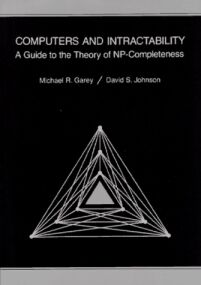 COMPUTERS AND INTRACTABILITY
A Guide to the Theory of NP-Completeness
Michael R. Garey / David S. Johnson